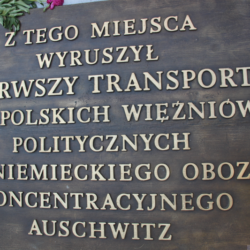 Z TEGO MIEJSCA
WYRUSZYŁ
RWSZY TRANSPORT
POLSKICH WIĘŹNIÓW
POLITYCZNYCH
NIEMIECKIEGO OBOZ
ONCENTRACYJNEGO
AUSCHWITZ